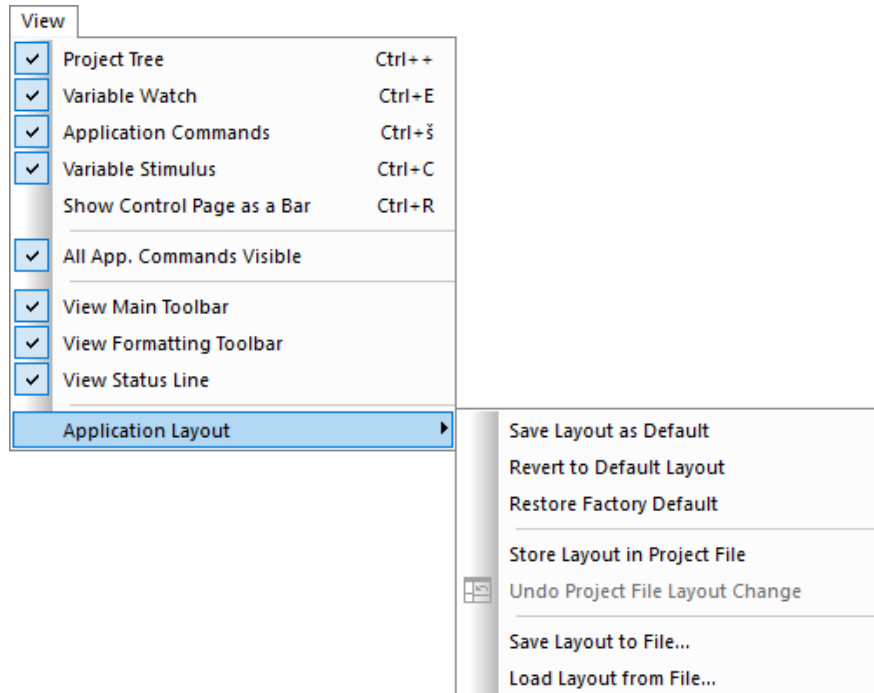 View
Project Tree Ctrl++
Variable Watch Ctrl+E
Application Commands Ctrl+š
Variable Stimulus Ctrl+C
Show Control Page as a Bar Ctrl+R
All App. Commands Visible
View Main Toolbar
View Formatting Toolbar
View Status Line
Application Layout
Save Layout as Default
Revert to Default Layout
Restore Factory Default
Store Layout in Project File
Undo Project File Layout Change
Save Layout to File...
Load Layout from File...